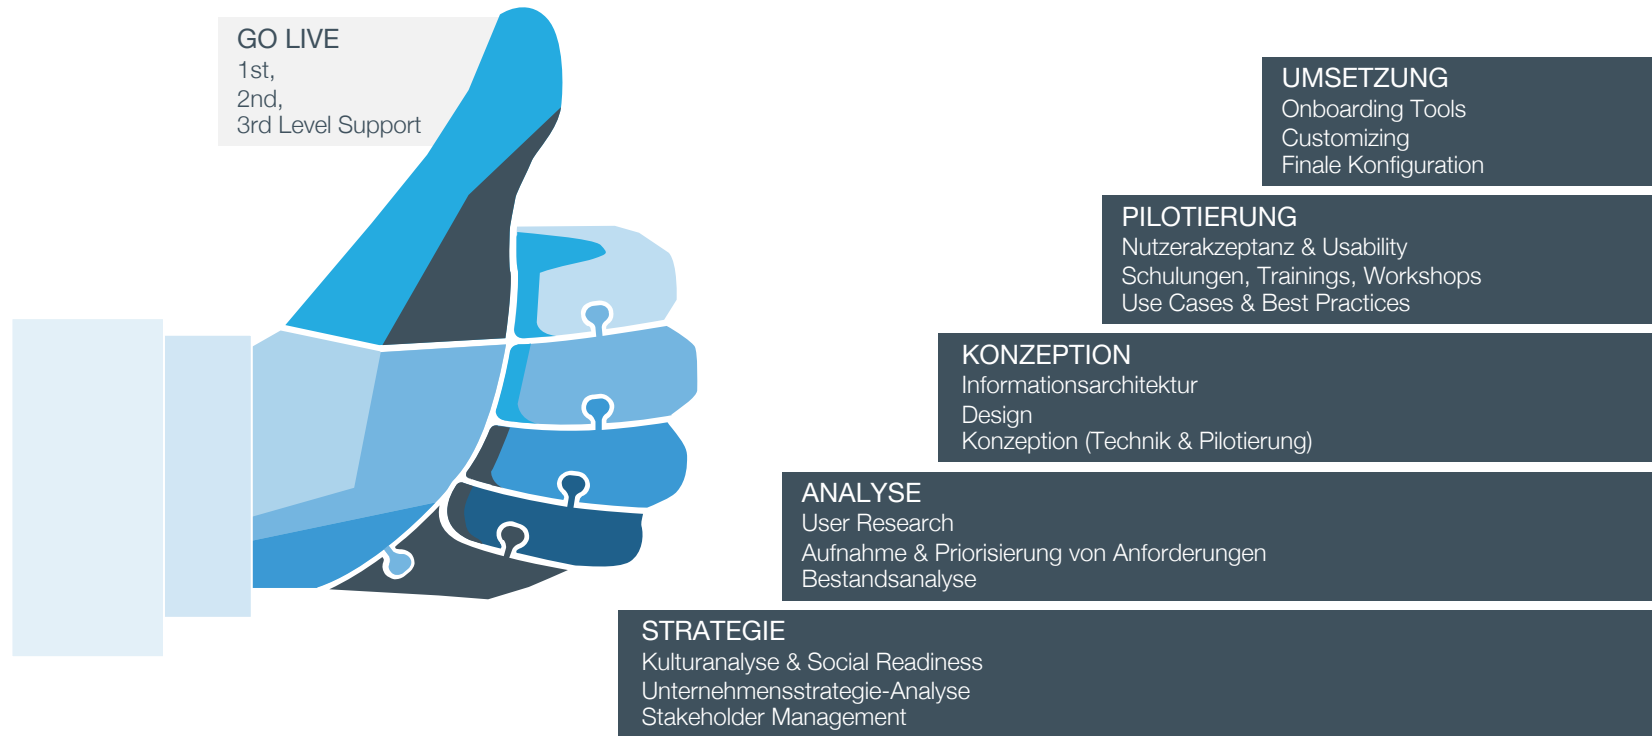 GO LIVE
1st,
2nd,
3rd Level Support
UMSETZUNG
Onboarding Tools
Customizing
Finale Konfiguration
PILOTIERUNG
Nutzerakzeptanz & Usability
Schulungen, Trainings, Workshops
Use Cases & Best Practices
KONZEPTION
Informationsarchitektur
Design
Konzeption (Technik & Pilotierung)
ANALYSE
User Research
Aufnahme & Priorisierung von Anforderungen
Bestandsanalyse
STRATEGIE
Kulturanalyse & Social Readiness
Unternehmensstrategie-Analyse
Stakeholder Management